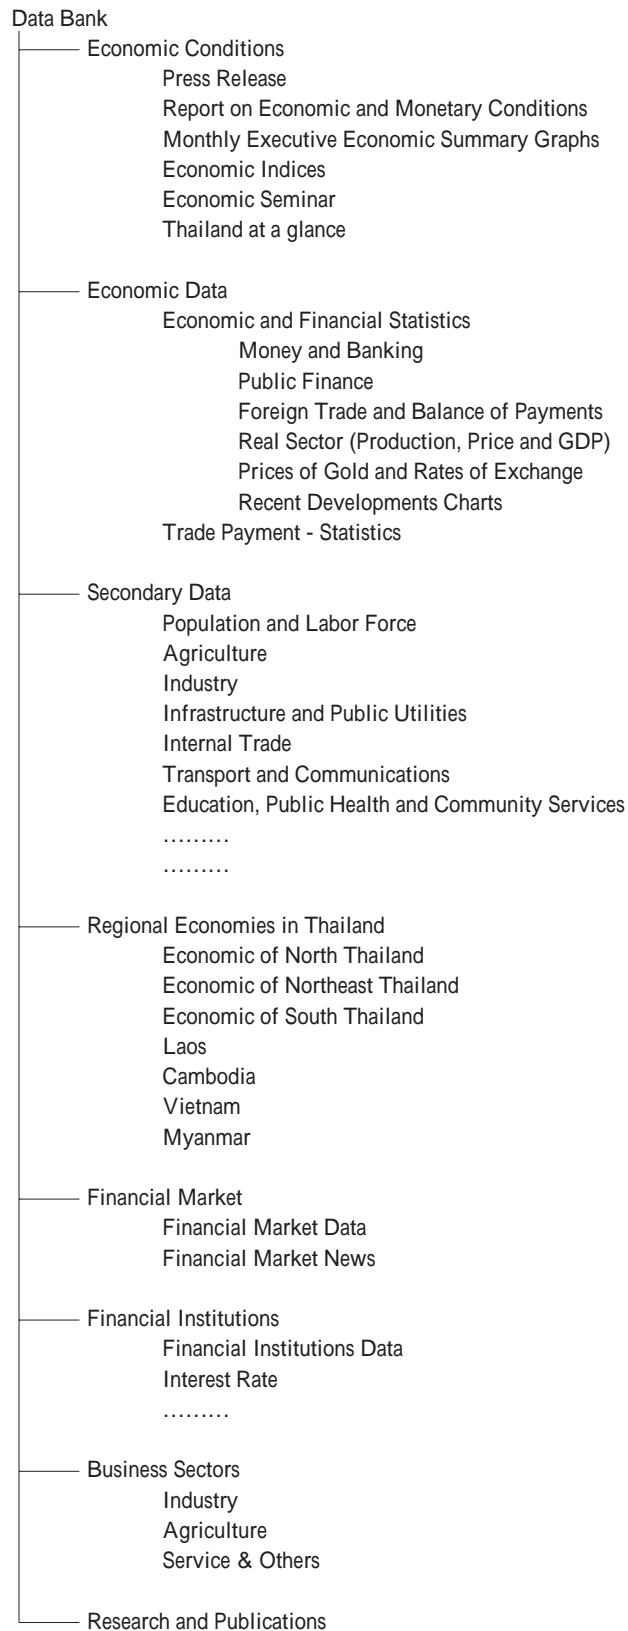 Data Bank
Economic Conditions
Press Release
Report on Economic and Monetary Conditions
Monthly Executive Economic Summary Graphs
Economic Indices
Economic Seminar
Thailand at a glance
Economic Data
Economic and Financial Statistics
Money and Banking
Public Finance
Foreign Trade and Balance of Payments
Real Sector (Production, Price and GDP)
Prices of Gold and Rates of Exchange
Recent Developments Charts
Trade Payment - Statistics
Secondary Data
Population and Labor Force
Agriculture
Industry
Infrastructure and Public Utilities
Internal Trade
Transport and Communications
Education, Public Health and Community Services
.........
.........
Regional Economies in Thailand
Economic of North Thailand
Economic of Northeast Thailand
Economic of South Thailand
Laos
Cambodia
Vietnam
Myanmar
Financial Market
Financial Market Data
Financial Market News
Financial Institutions
Financial Institutions Data
Interest Rate
.........
Business Sectors
Industry
Agriculture
Service & Others
Research and Publications